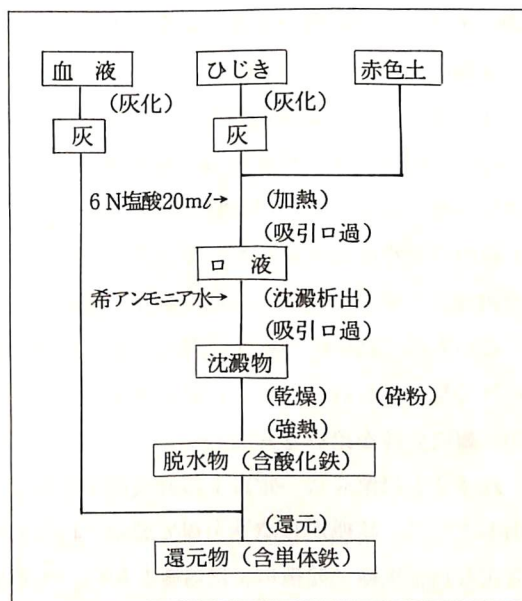 血 液 ひじき 赤色土
(灰化) (灰化)
灰 灰
6N塩酸20mℓ→ (加熱)
(吸引ロ過)
ロ 液
希アンモニア水→ (沈澱析出)
(吸引ロ過)
沈澱物
(乾燥) (砕粉)
(強熱)
脱水物(含酸化鉄)
(還元)
還元物(含単体鉄)